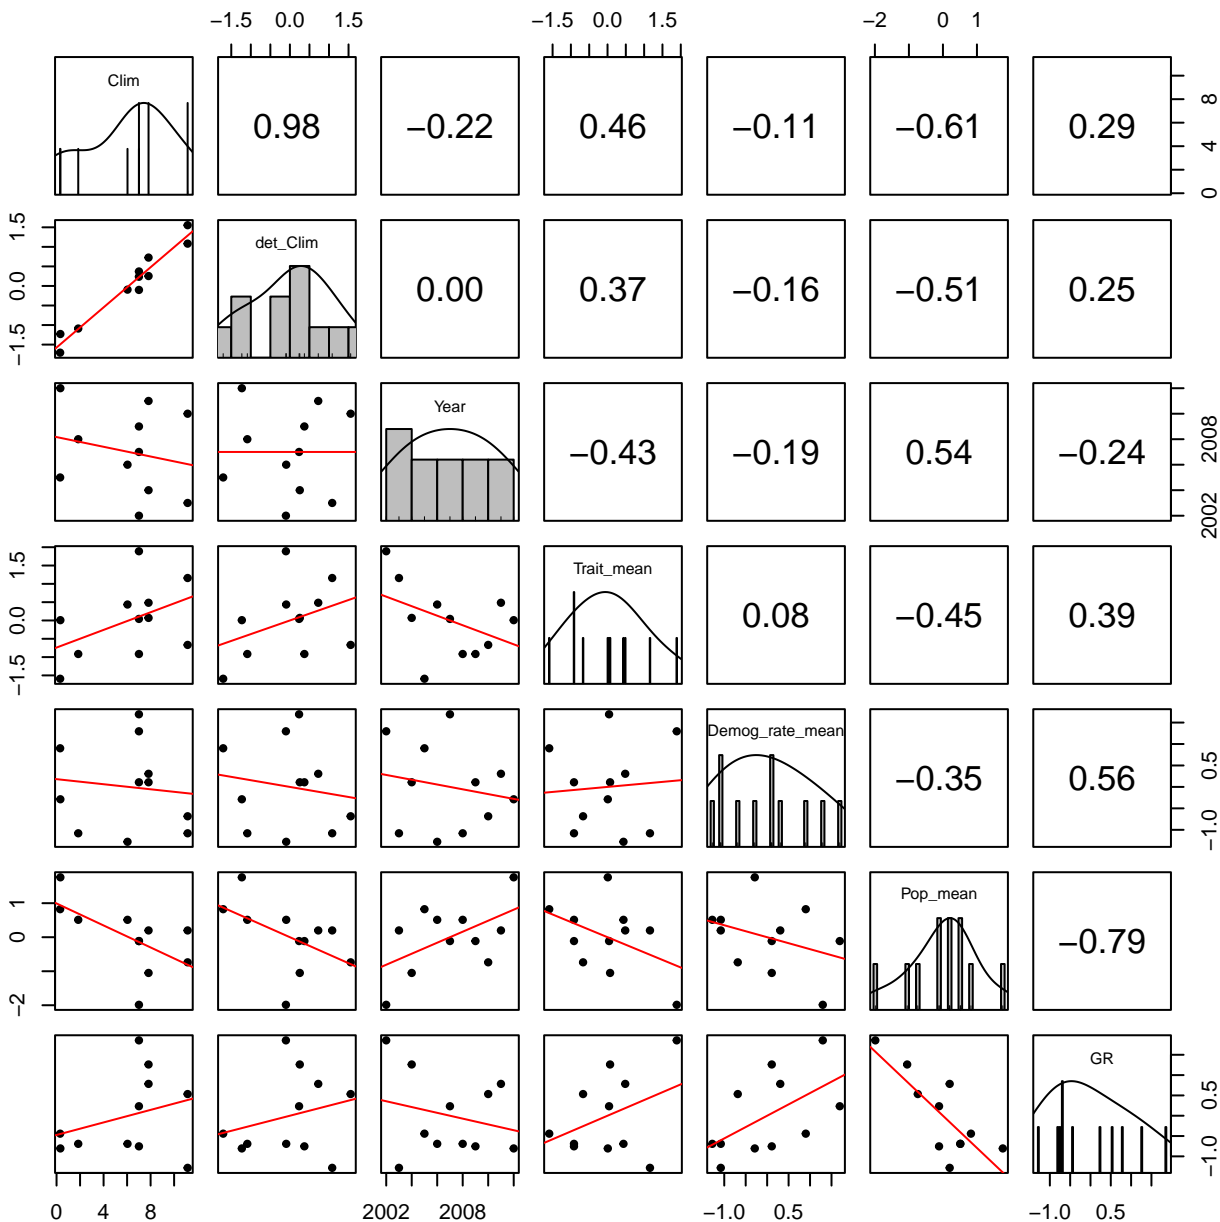 −1.5 0.0 1.5 −1.5 0.0 1.5 −2 0 1
Clim 0.98 −0.22 0.46 −0.11 −0.61 0.29 0 4 8
−1.5 0.0 1.5 det_Clim 0.00 0.37 −0.16 −0.51 0.25
Year −0.43 −0.19 0.54 −0.24 2002 2008
−1.5 0.0 1.5 Trait_mean 0.08 −0.45 0.39
Demog_rate_mean −0.35 0.56 −1.0 0.5
−2 0 1 Pop_mean −0.79
GR −1.0 0.5
0 4 8 2002 2008 −1.0 0.5 −1.0 0.5